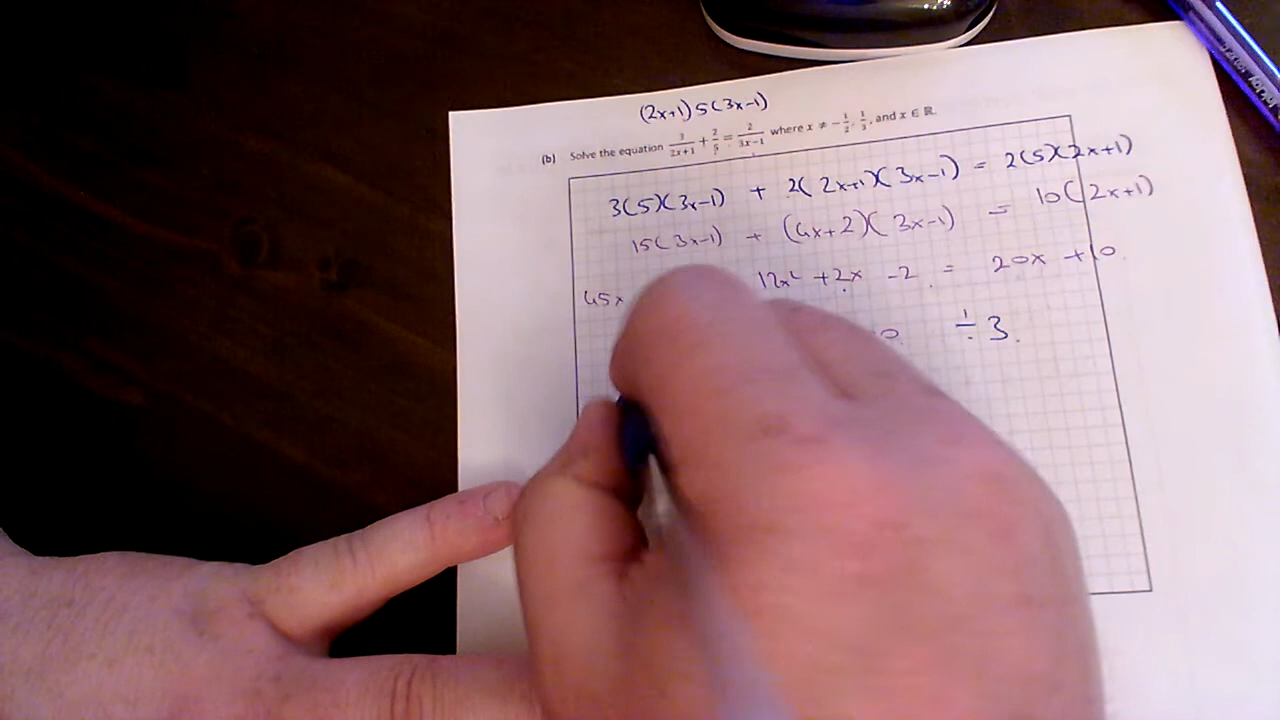 (2x+1) 5(3x-1)
(b) Solve the equation 3/(2x+1) + 2/5 = 2/(3x-1) where x ≠ -1/2, 1/3, and x ∈ ℝ.
3(5)(3x-1) + 2(2x+1)(3x-1) = 2(5)(2x+1)
15(3x-1) + (4x+2)(3x-1) = 10(2x+1)
45x 12x² +2x -2 = 20x +10
0 ÷ 3